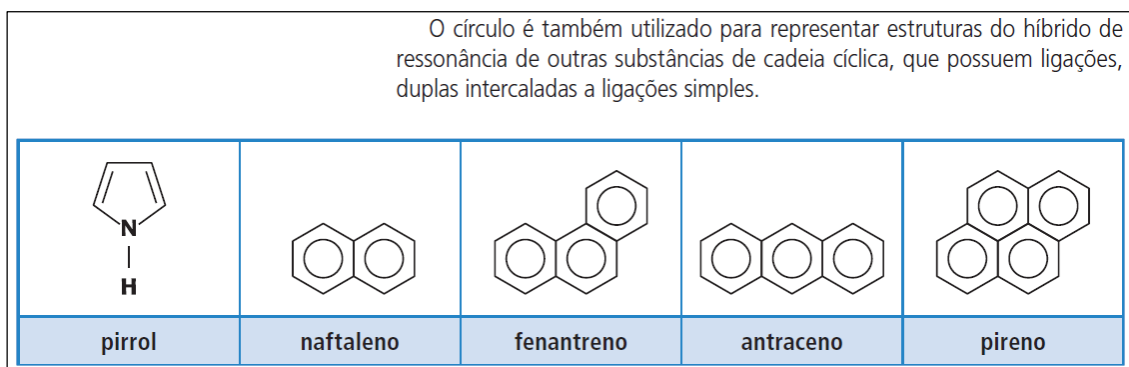 O círculo é também utilizado para representar estruturas do híbrido de
ressonância de outras substâncias de cadeia cíclica, que possuem ligações,
duplas intercaladas a ligações simples.
N
H
pirrol
naftaleno
fenantreno
antraceno
pireno